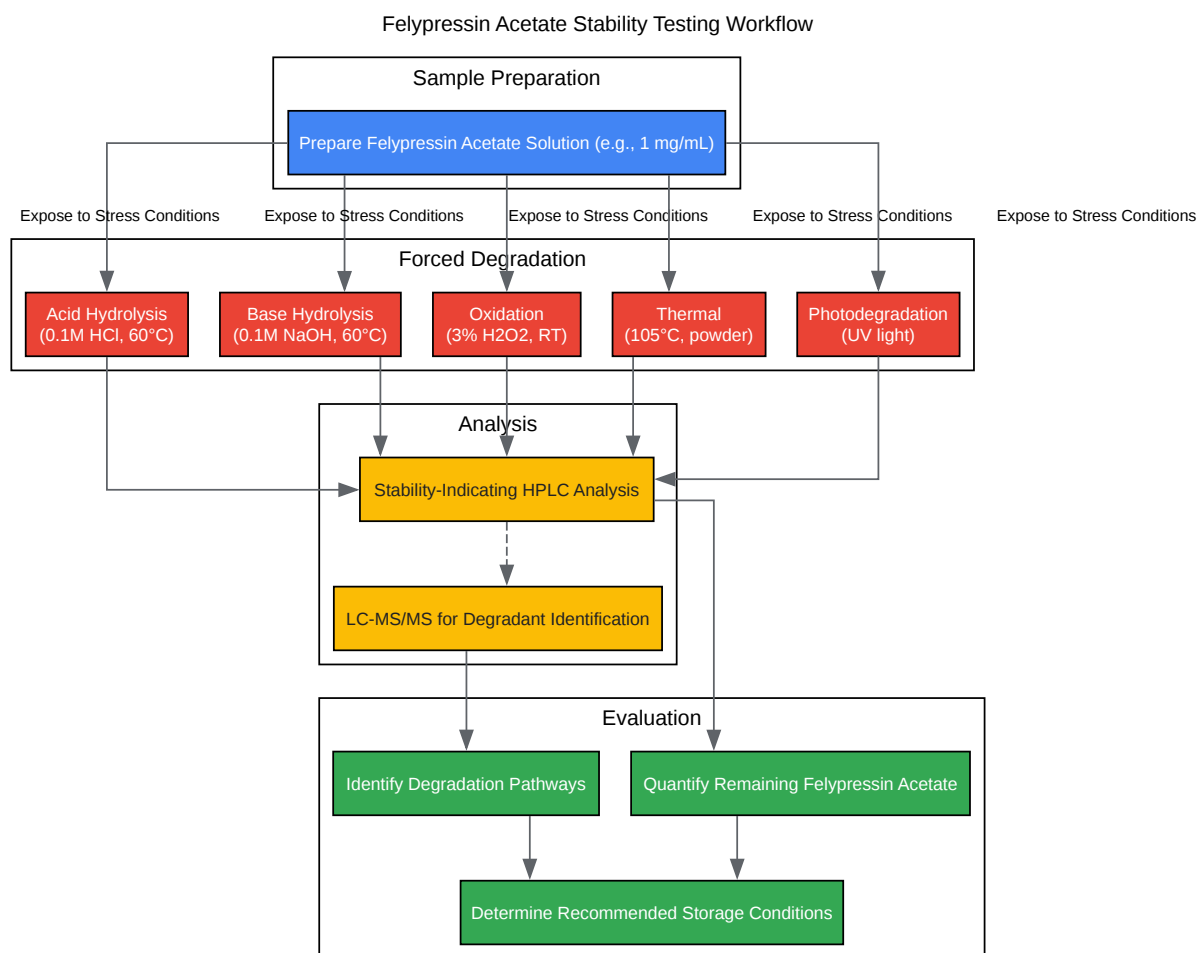 Felypressin Acetate Stability Testing Workflow
Sample Preparation
Prepare Felypressin Acetate Solution (e.g., 1 mg/mL)
Expose to Stress Conditions
Expose to Stress Conditions
Expose to Stress Conditions
Expose to Stress Conditions
Expose to Stress Conditions
Forced Degradation
Acid Hydrolysis
(0.1M HCl, 60°C)
Base Hydrolysis
(0.1M NaOH, 60°C)
Oxidation
(3% H2O2, RT)
Thermal
(105°C, powder)
Photodegradation
(UV light)
Analysis
Stability-Indicating HPLC Analysis
LC-MS/MS for Degradant Identification
Evaluation
Identify Degradation Pathways
Quantify Remaining Felypressin Acetate
Determine Recommended Storage Conditions